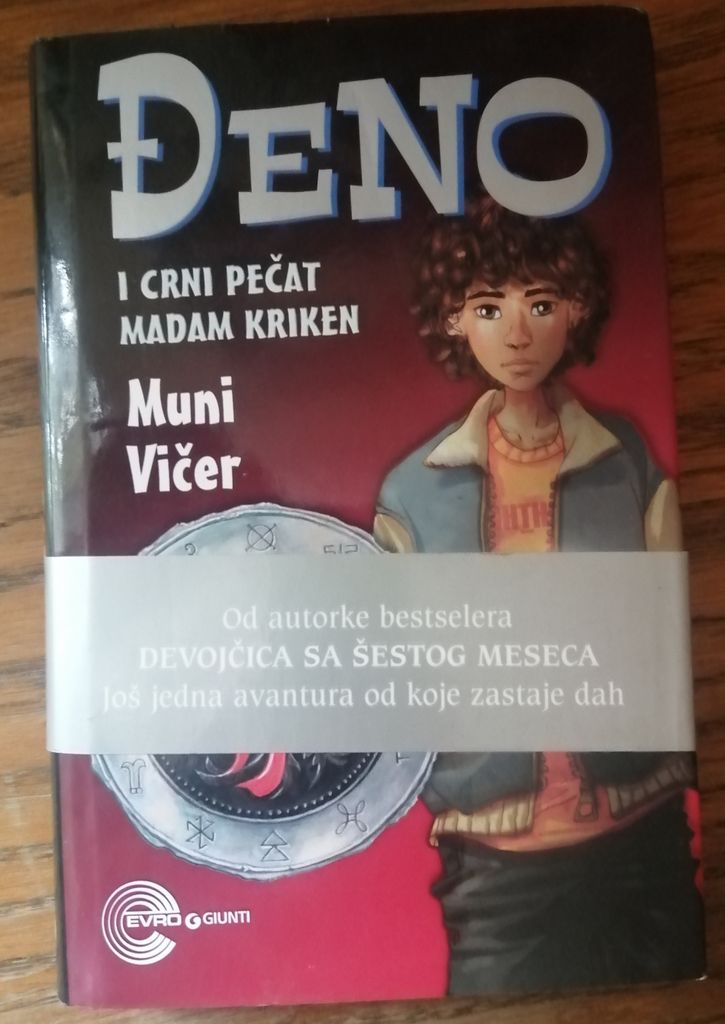 ĐENO
I CRNI PEČAT
MADAM KRIKEN
Muni
Vičer
Od autorke bestselera
DEVOJČICA SA ŠESTOG MESECA
Još jedna avantura od koje zastaje dah
EVRO GIUNTI